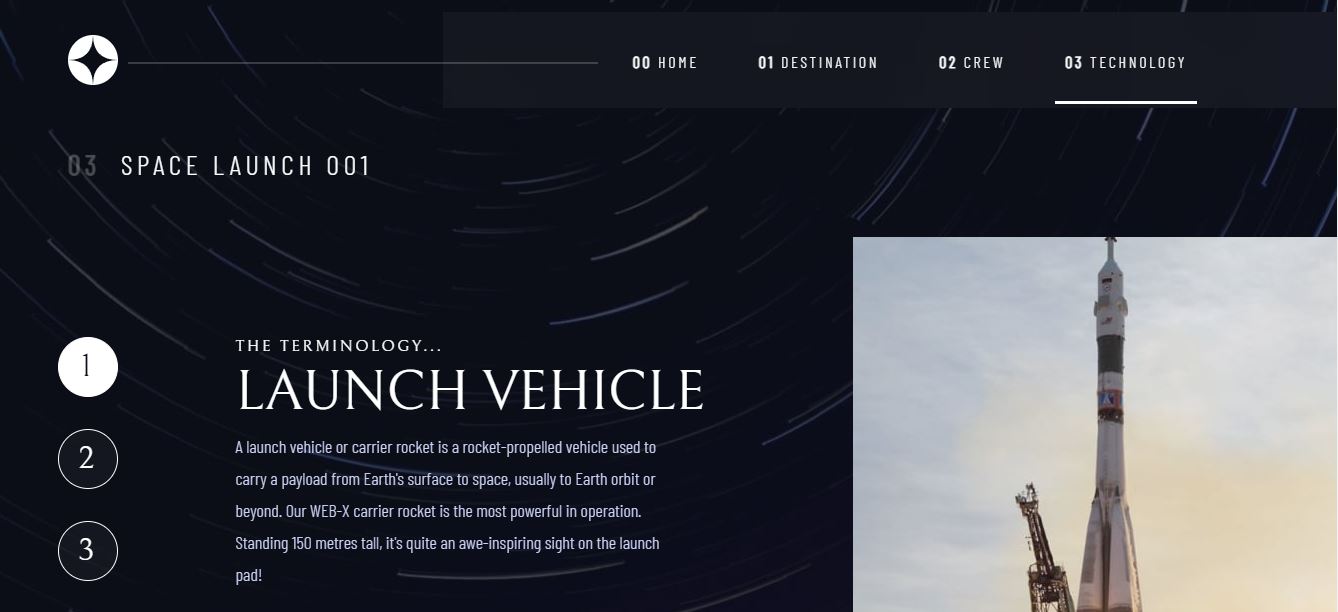 00 HOME 01 DESTINATION 02 CREW 03 TECHNOLOGY
03 SPACE LAUNCH 001
THE TERMINOLOGY...
LAUNCH VEHICLE
A launch vehicle or carrier rocket is a rocket-propelled vehicle used to
carry a payload from Earth's surface to space, usually to Earth orbit or
beyond. Our WEB-X carrier rocket is the most powerful in operation.
Standing 150 metres tall, it's quite an awe-inspiring sight on the launch
pad!
1
2
3